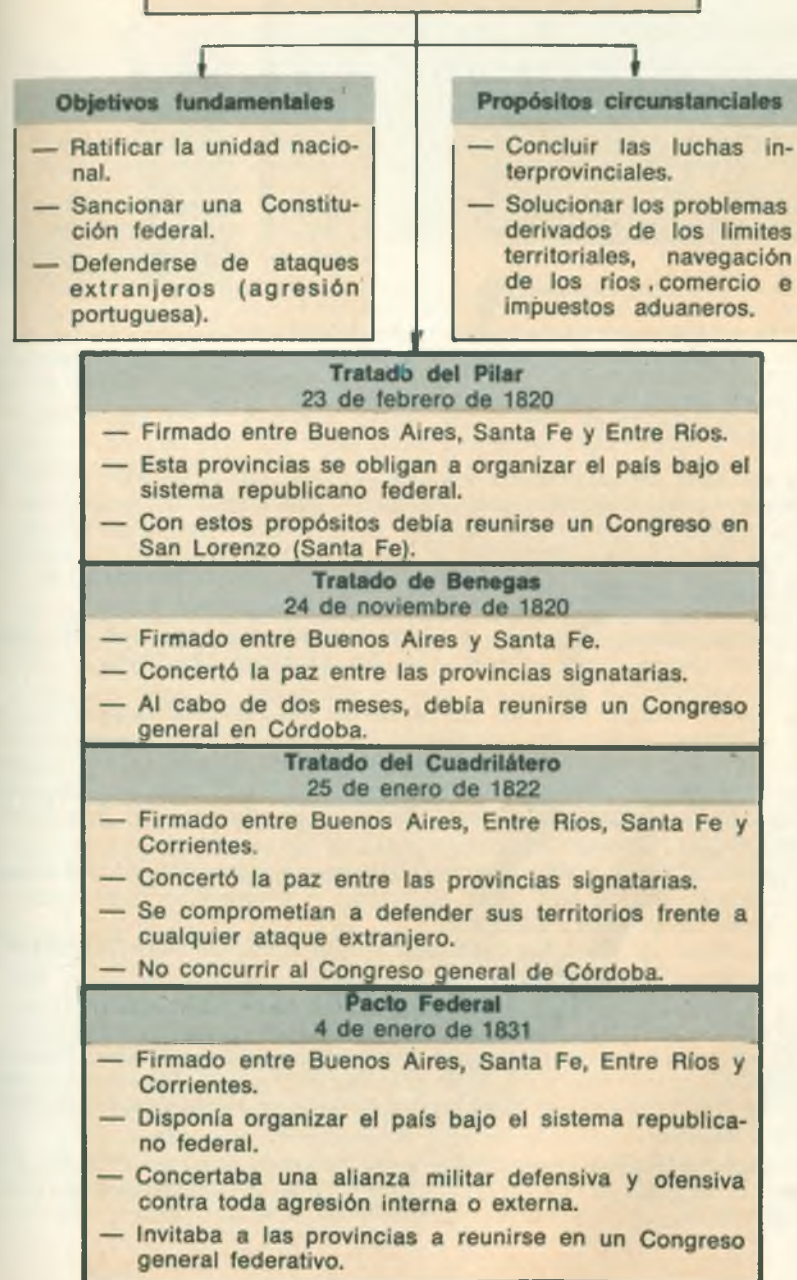 Objetivos fundamentales
— Ratificar la unidad nacio-
nal.
— Sancionar una Constitu-
ción federal.
— Defenderse de ataques
extranjeros (agresión
portuguesa).
Propósitos circunstanciales
— Concluir las luchas in-
terprovinciales.
— Solucionar los problemas
derivados de los límites
territoriales, navegación
de los ríos, comercio e
impuestos aduaneros.
Tratado del Pilar
23 de febrero de 1820
— Firmado entre Buenos Aires, Santa Fe y Entre Ríos.
— Esta provincias se obligan a organizar el país bajo el
sistema republicano federal.
— Con estos propósitos debía reunirse un Congreso en
San Lorenzo (Santa Fe).
Tratado de Benegas
24 de noviembre de 1820
— Firmado entre Buenos Aires y Santa Fe.
— Concertó la paz entre las provincias signatarias.
— Al cabo de dos meses, debía reunirse un Congreso
general en Córdoba.
Tratado del Cuadrilátero
25 de enero de 1822
— Firmado entre Buenos Aires, Entre Ríos, Santa Fe y
Corrientes.
— Concertó la paz entre las provincias signatarias.
— Se comprometían a defender sus territorios frente a
cualquier ataque extranjero.
— No concurrir al Congreso general de Córdoba.
Pacto Federal
4 de enero de 1831
— Firmado entre Buenos Aires, Santa Fe, Entre Ríos y
Corrientes.
— Disponía organizar el país bajo el sistema republica-
no federal.
— Concertaba una alianza militar defensiva y ofensiva
contra toda agresión interna o externa.
— Invitaba a las provincias a reunirse en un Congreso
general federativo.